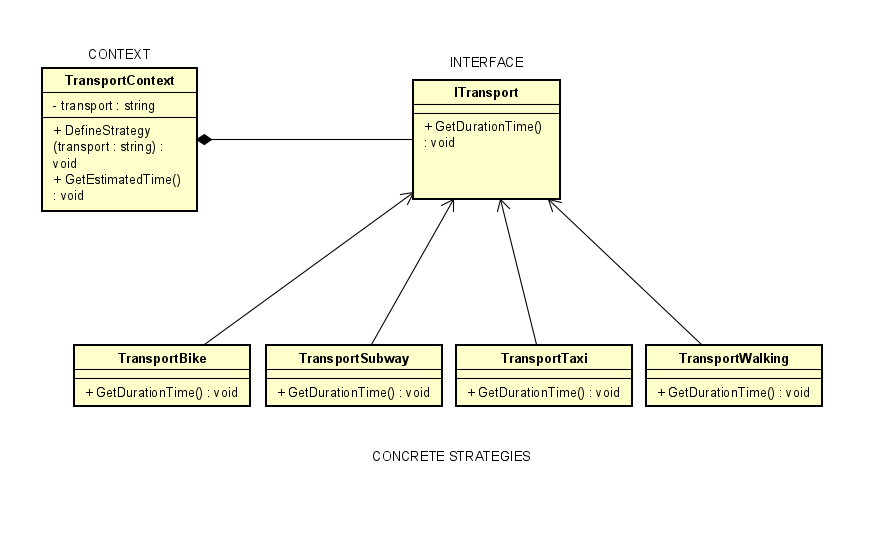 CONTEXT
TransportContext
- transport : string
+ DefineStrategy
(transport : string) :
void
+ GetEstimatedTime()
: void
INTERFACE
ITransport
+ GetDurationTime()
: void
TransportBike
+ GetDurationTime() : void
TransportSubway
+ GetDurationTime() : void
TransportTaxi
+ GetDurationTime() : void
TransportWalking
+ GetDurationTime() : void
CONCRETE STRATEGIES